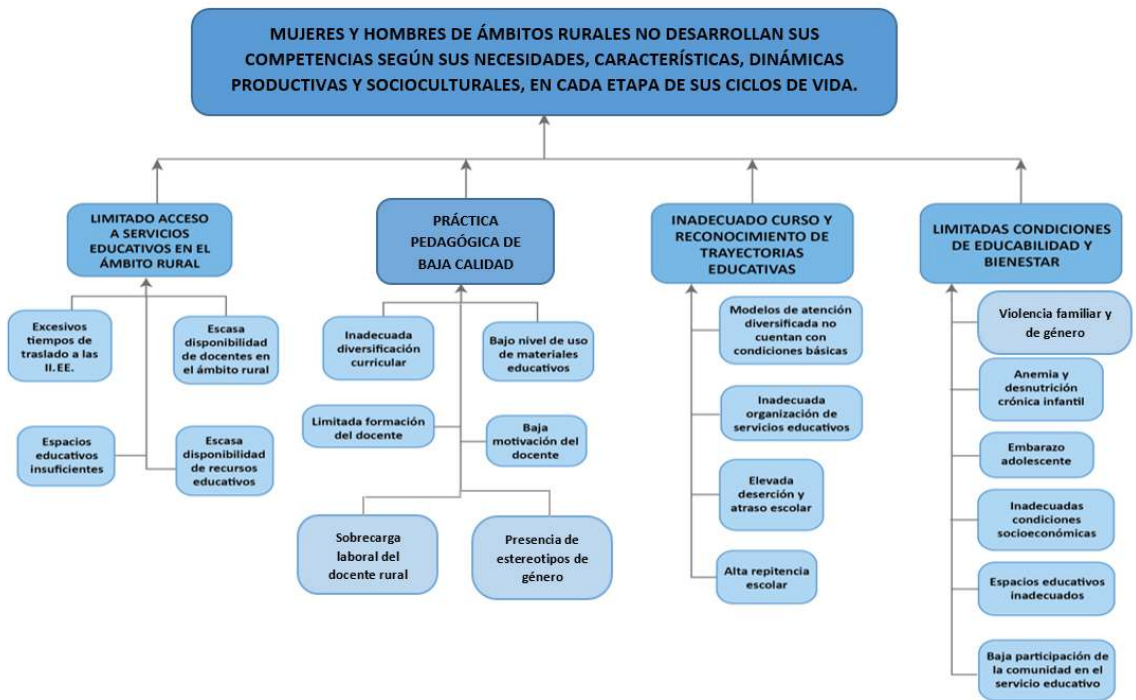 MUJERES Y HOMBRES DE ÁMBITOS RURALES NO DESARROLLAN SUS
COMPETENCIAS SEGÚN SUS NECESIDADES, CARACTERÍSTICAS, DINÁMICAS
PRODUCTIVAS Y SOCIOCULTURALES, EN CADA ETAPA DE SUS CICLOS DE VIDA.
LIMITADO ACCESO
A SERVICIOS
EDUCATIVOS EN EL
ÁMBITO RURAL
Excesivos
tiempos de
traslado a las
II.EE.
Escasa
disponibilidad
de docentes en
el ámbito rural
Espacios
educativos
insuficientes
Escasa
disponibilidad
de recursos
educativos
PRÁCTICA
PEDAGÓGICA DE
BAJA CALIDAD
Inadecuada
diversificación
curricular
Bajo nivel de uso
de materiales
educativos
Limitada formación
del docente
Baja
motivación del
docente
Sobrecarga
laboral del
docente rural
Presencia de
estereotipos de
género
INADECUADO CURSO Y
RECONOCIMIENTO DE
TRAYECTORIAS
EDUCATIVAS
Modelos de atención
diversificada no
cuentan con
condiciones básicas
Inadecuada
organización de
servicios educativos
Elevada
deserción y
atraso escolar
Alta repitencia
escolar
LIMITADAS CONDICIONES
DE EDUCABILIDAD Y
BIENESTAR
Violencia familiar y
de género
Anemia y
desnutrición
crónica infantil
Embarazo
adolescente
Inadecuadas
condiciones
socioeconómicas
Espacios educativos
inadecuados
Baja participación de
la comunidad en el
servicio educativo